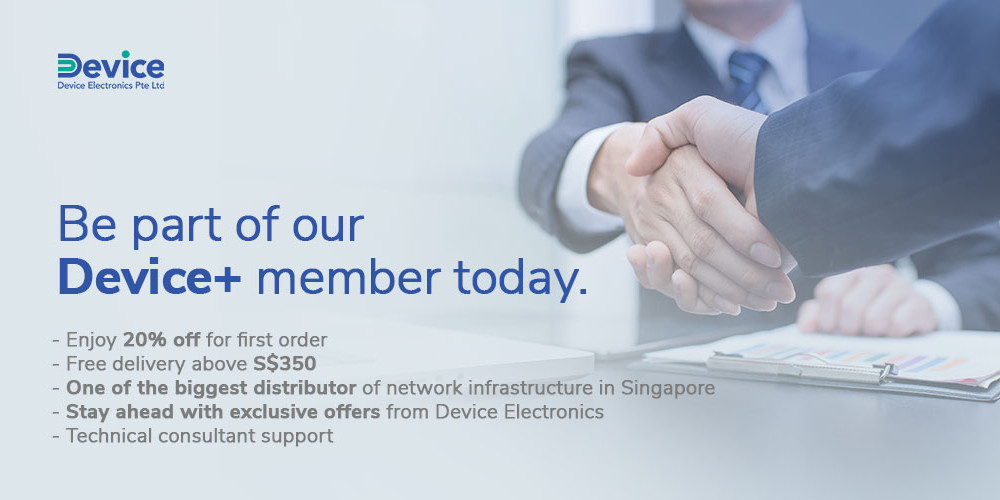 Device
Device Electronics Pte Ltd
Be part of our
Device+ member today.
- Enjoy 20% off for first order
- Free delivery above S$350
- One of the biggest distributor of network infrastructure in Singapore
- Stay ahead with exclusive offers from Device Electronics
- Technical consultant support